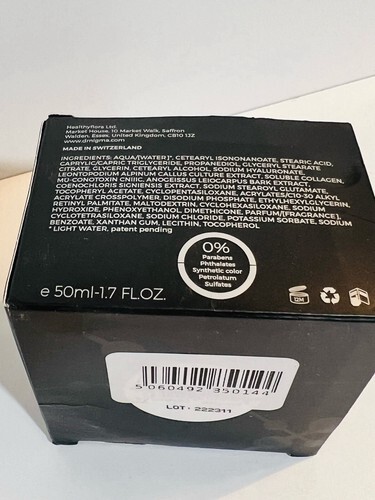 Healthyflora Ltd.
Market House, 10 Market Walk, Saffron
Walden, Essex, United Kingdom, CB10 1JZ
www.drnigma.com
MADE IN SWITZERLAND
INGREDIENTS: AQUA/[WATER]*, CETEARYL ISONONANOATE, STEARIC ACID,
CAPRYLIC/CAPRIC TRIGLYCERIDE, PROPANEDIOL, GLYCERYL STEARATE
CITRATE, GLYCERIN, CETEARYL ALCOHOL, SODIUM HYALURONATE,
LEONTOPODIUM ALPINUM CALLUS CULTURE EXTRACT, SOLUBLE COLLAGEN,
MU-CONOTOXIN CNIIIC, ANOGEISSUS LEIOCARPUS BARK EXTRACT,
COENOCHLORIS SIGNIENSIS EXTRACT, SODIUM STEAROYL GLUTAMATE,
TOCOPHERYL ACETATE, CYCLOPENTASILOXANE, ACRYLATES/C10-30 ALKYL
ACRYLATE CROSSPOLYMER, DISODIUM PHOSPHATE, ETHYLHEXYLGLYCERIN,
RETINYL PALMITATE, MALTODEXTRIN, CYCLOHEXASILOXANE, SODIUM
HYDROXIDE, PHENOXYETHANOL, DIMETHICONE, PARFUM/[FRAGRANCE],
CYCLOTETRASILOXANE, SODIUM CHLORIDE, POTASSIUM SORBATE, SODIUM
BENZOATE, XANTHAN GUM, LECITHIN, TOCOPHEROL
* LIGHT WATER, patent pending
0%
Parabens
Phthalates
Synthetic color
Petrolatum
Sulfates
e 50ml-1.7 FL.OZ.
12M
5 060492 350144
LOT · 222311